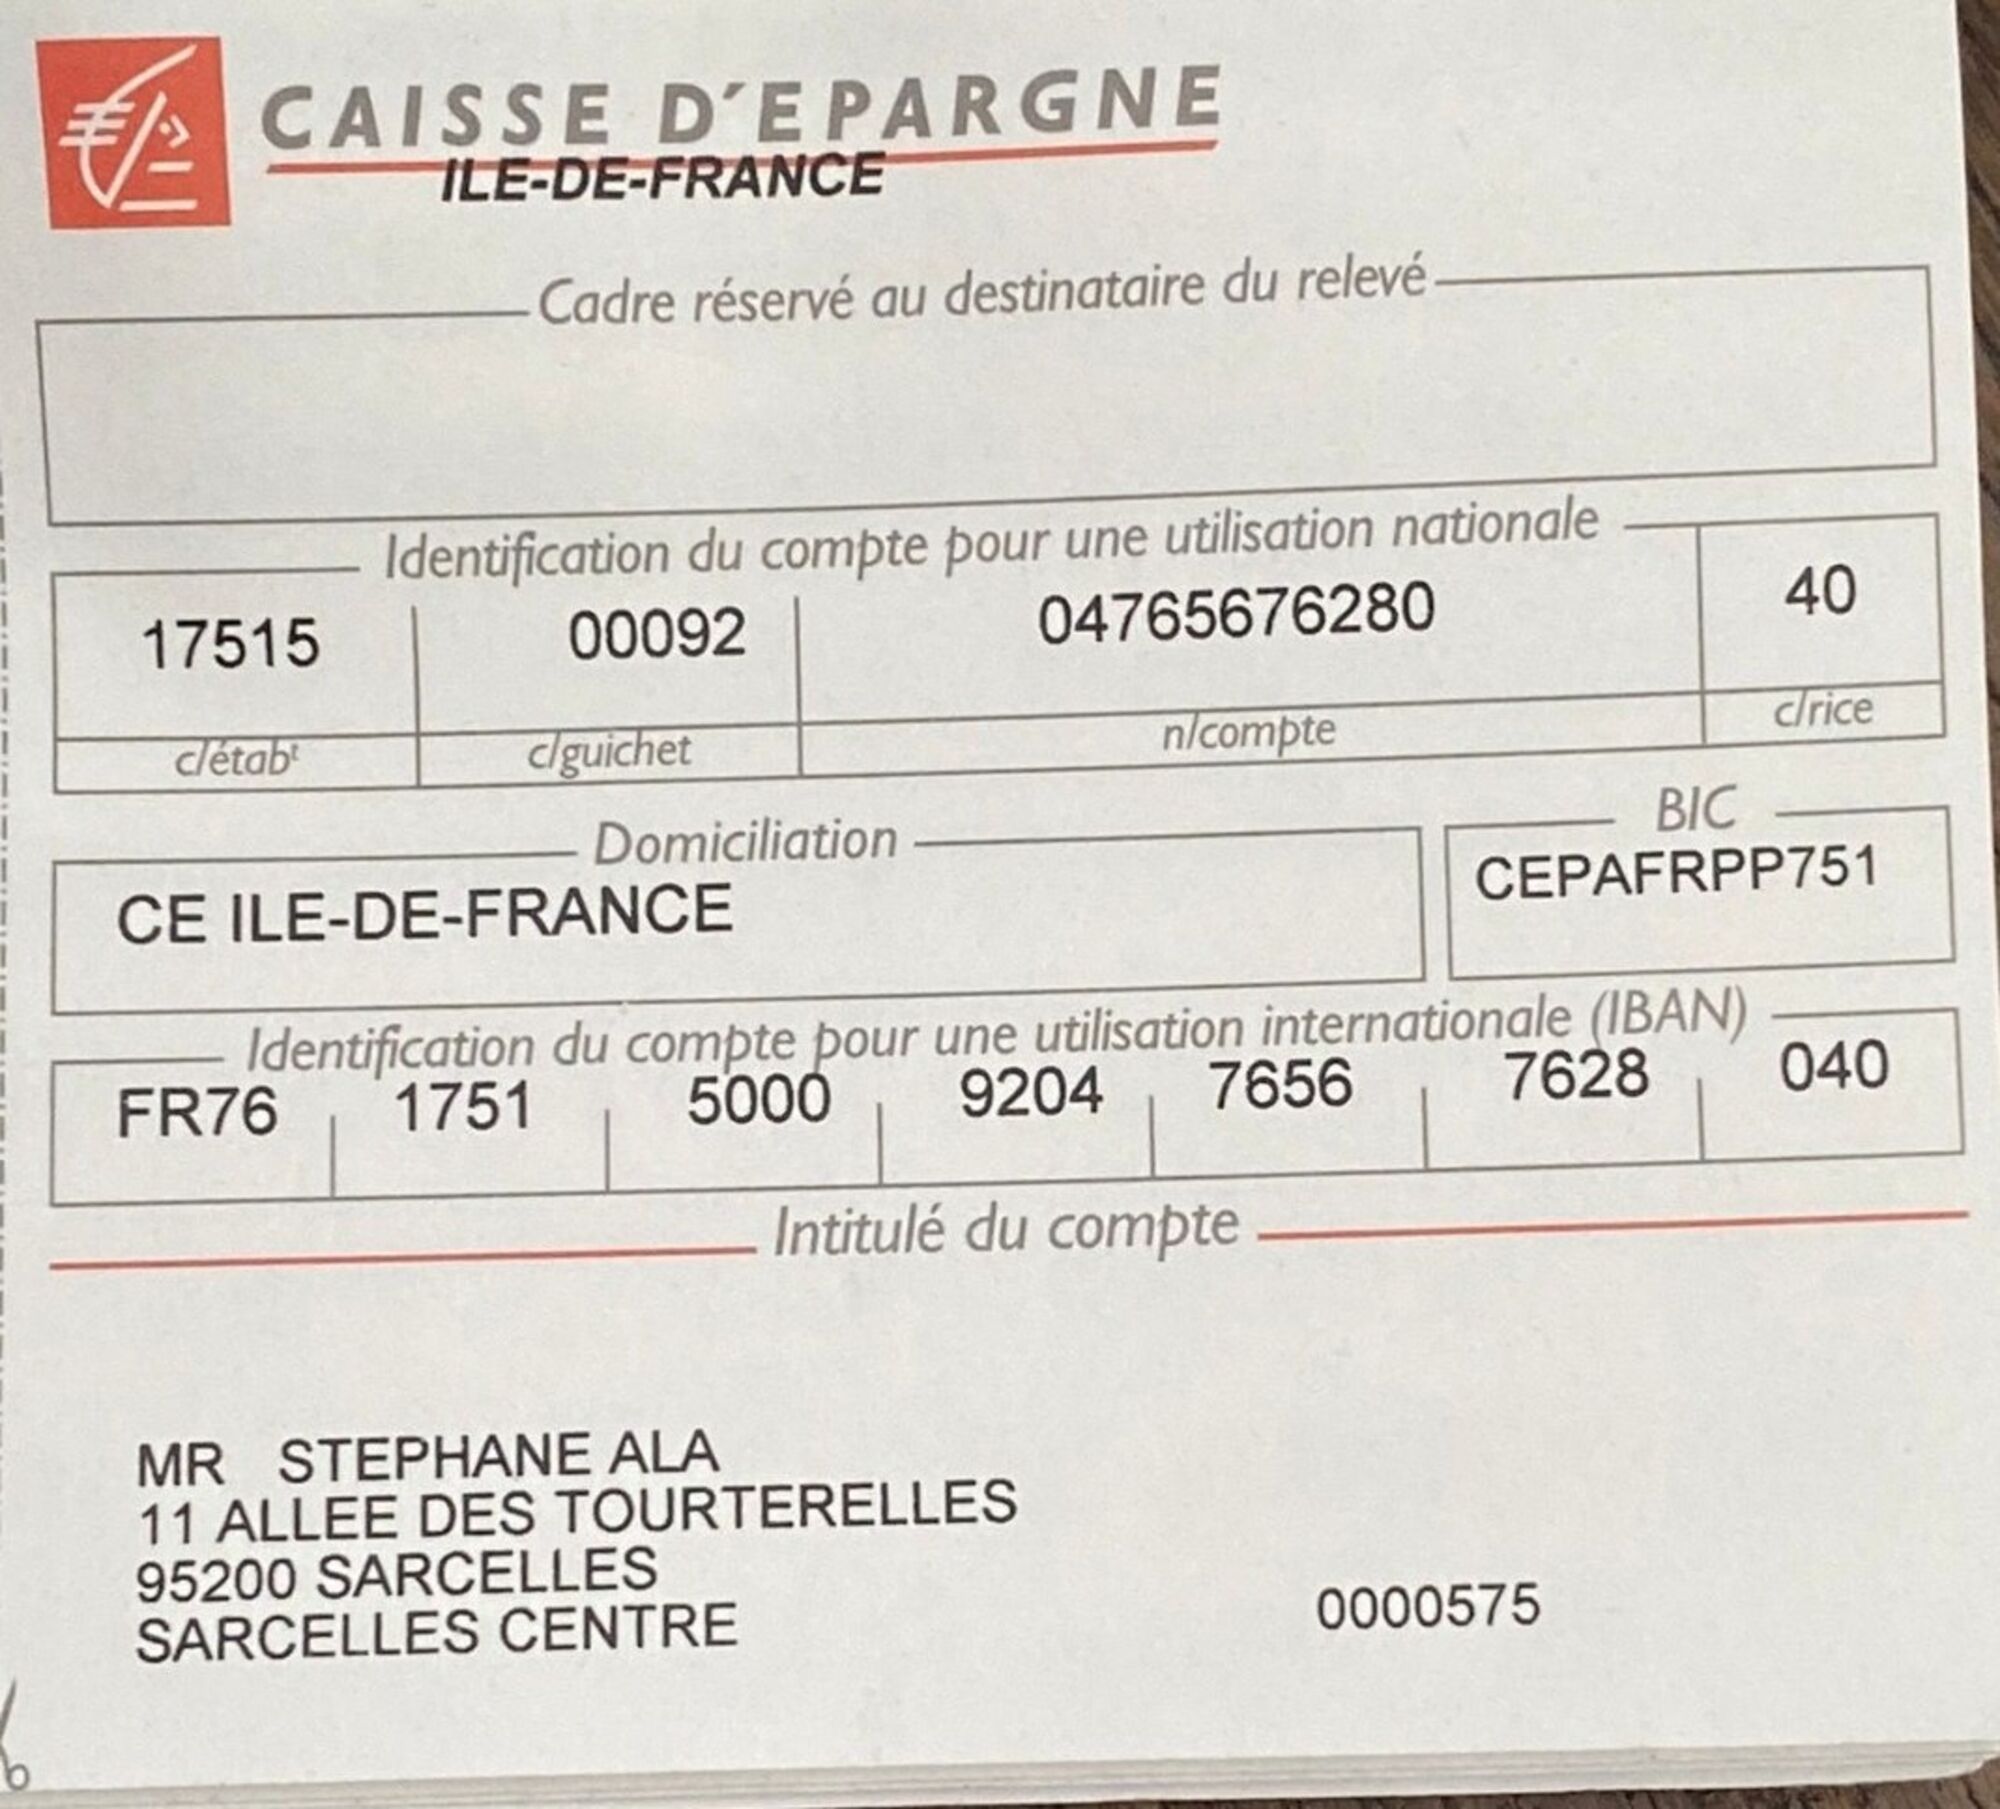 CAISSE D'EPARGNE
ILE-DE-FRANCE
Cadre réservé au destinataire du relevé
Identification du compte pour une utilisation nationale
17515 00092 04765676280 40
c/étabt c/guichet n/compte c/rice
Domiciliation BIC
CE ILE-DE-FRANCE CEPAFRPP751
Identification du compte pour une utilisation internationale (IBAN)
FR76 1751 5000 9204 7656 7628 040
Intitulé du compte
MR STEPHANE ALA
11 ALLEE DES TOURTERELLES
95200 SARCELLES
SARCELLES CENTRE 0000575